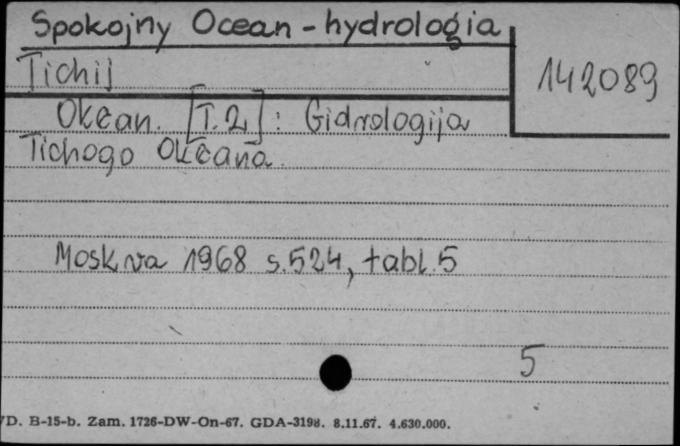 Spokojny Ocean - hydrologia
142089
Tichij
Okean. [T.2]: Gidrologija
Tichogo Okeana.
Moskva 1968 s.524, tabl.5
5
D. B-15-b. Zam. 1726-DW-On-67. GDA-3198. 8.11.67. 4.630.000.